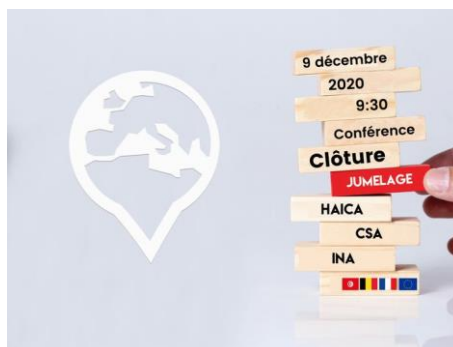 9 décembre
2020
9:30
Conférence
Clôture
JUMELAGE
HAICA
CSA
INA